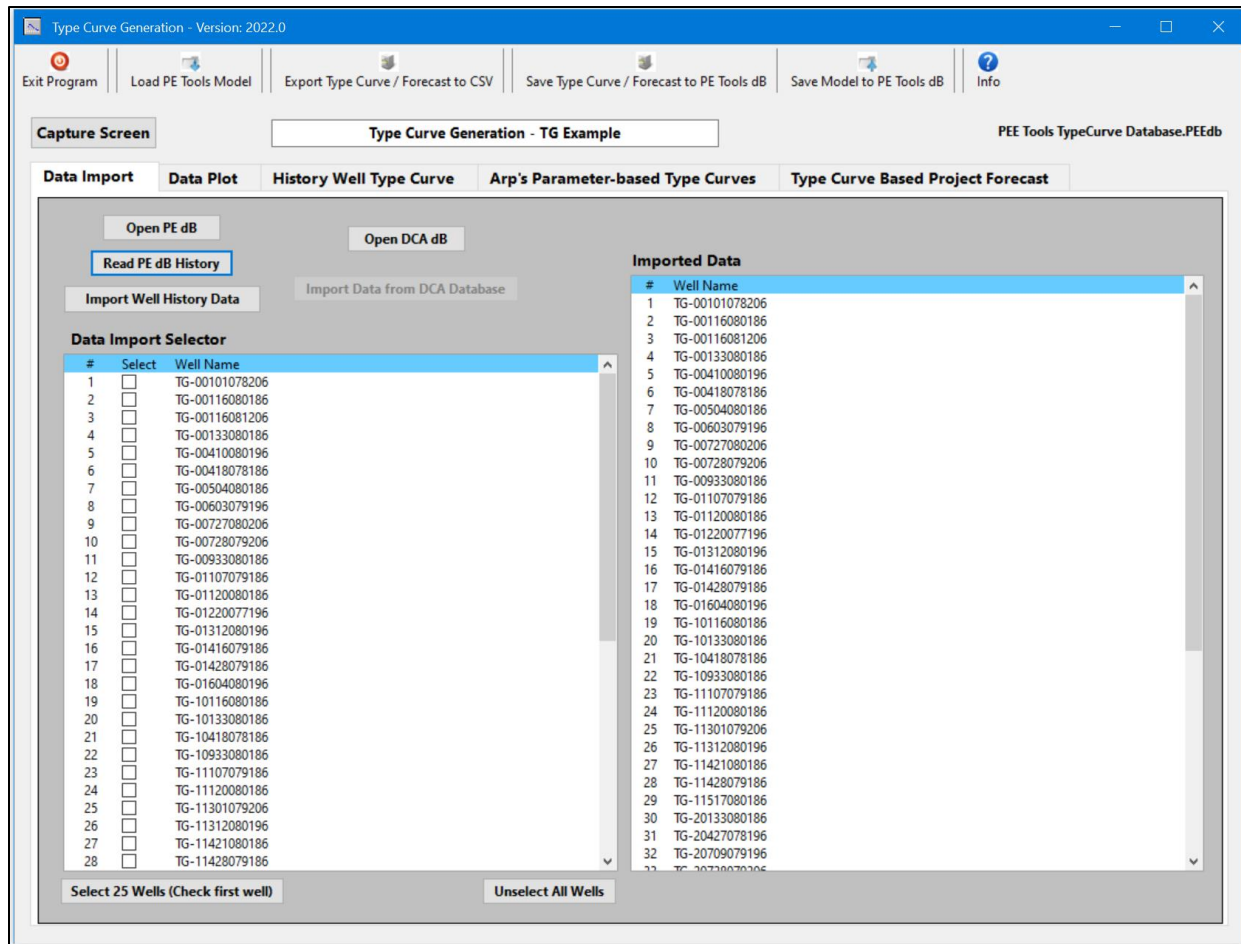 Type Curve Generation - Version: 2022.0
Exit Program Load PE Tools Model Export Type Curve / Forecast to CSV Save Type Curve / Forecast to PE Tools dB Save Model to PE Tools dB Info
Capture Screen Type Curve Generation - TG Example PEE Tools TypeCurve Database.PEEdb
Data Import Data Plot History Well Type Curve Arp's Parameter-based Type Curves Type Curve Based Project Forecast
Open PE dB
Open DCA dB
Read PE dB History
Import Data from DCA Database
Import Well History Data
Data Import Selector
# Select Well Name
1 TG-00101078206
2 TG-00116080186
3 TG-00116081206
4 TG-00133080186
5 TG-00410080196
6 TG-00418078186
7 TG-00504080186
8 TG-00603079196
9 TG-00727080206
10 TG-00728079206
11 TG-00933080186
12 TG-01107079186
13 TG-01120080186
14 TG-01220077196
15 TG-01312080196
16 TG-01416079186
17 TG-01428079186
18 TG-01604080196
19 TG-10116080186
20 TG-10133080186
21 TG-10418078186
22 TG-10933080186
23 TG-11107079186
24 TG-11120080186
25 TG-11301079206
26 TG-11312080196
27 TG-11421080186
28 TG-11428079186
Select 25 Wells (Check first well) Unselect All Wells
Imported Data
# Well Name
1 TG-00101078206
2 TG-00116080186
3 TG-00116081206
4 TG-00133080186
5 TG-00410080196
6 TG-00418078186
7 TG-00504080186
8 TG-00603079196
9 TG-00727080206
10 TG-00728079206
11 TG-00933080186
12 TG-01107079186
13 TG-01120080186
14 TG-01220077196
15 TG-01312080196
16 TG-01416079186
17 TG-01428079186
18 TG-01604080196
19 TG-10116080186
20 TG-10133080186
21 TG-10418078186
22 TG-10933080186
23 TG-11107079186
24 TG-11120080186
25 TG-11301079206
26 TG-11312080196
27 TG-11421080186
28 TG-11428079186
29 TG-11517080186
30 TG-20133080186
31 TG-20427078196
32 TG-20709079196